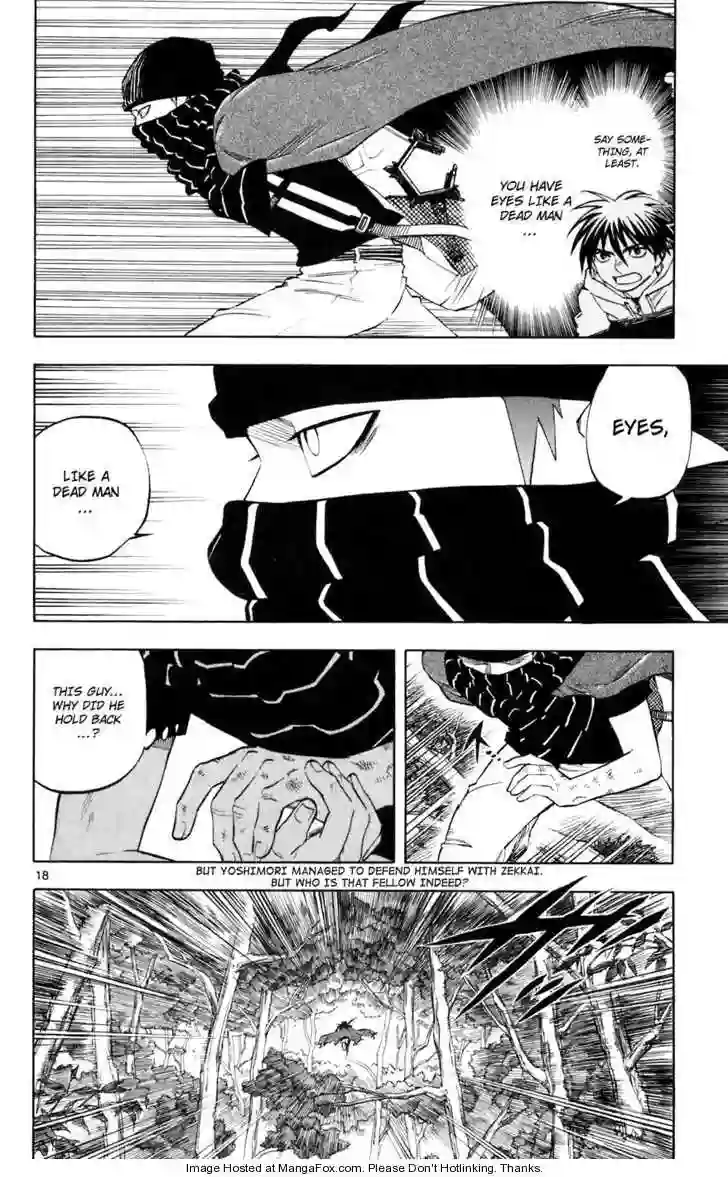 SAY SOME-
THING, AT
LEAST.
YOU HAVE
EYES LIKE A
DEAD MAN
...
EYES,
LIKE A
DEAD MAN
...
THIS GUY...
WHY DID HE
HOLD BACK
...?
18
BUT YOSHIMORI MANAGED TO DEFEND HIMSELF WITH ZEKKAI.
BUT WHO IS THAT FELLOW INDEED?
Image Hosted at MangaFox.com. Please Don't Hotlinking. Thanks.